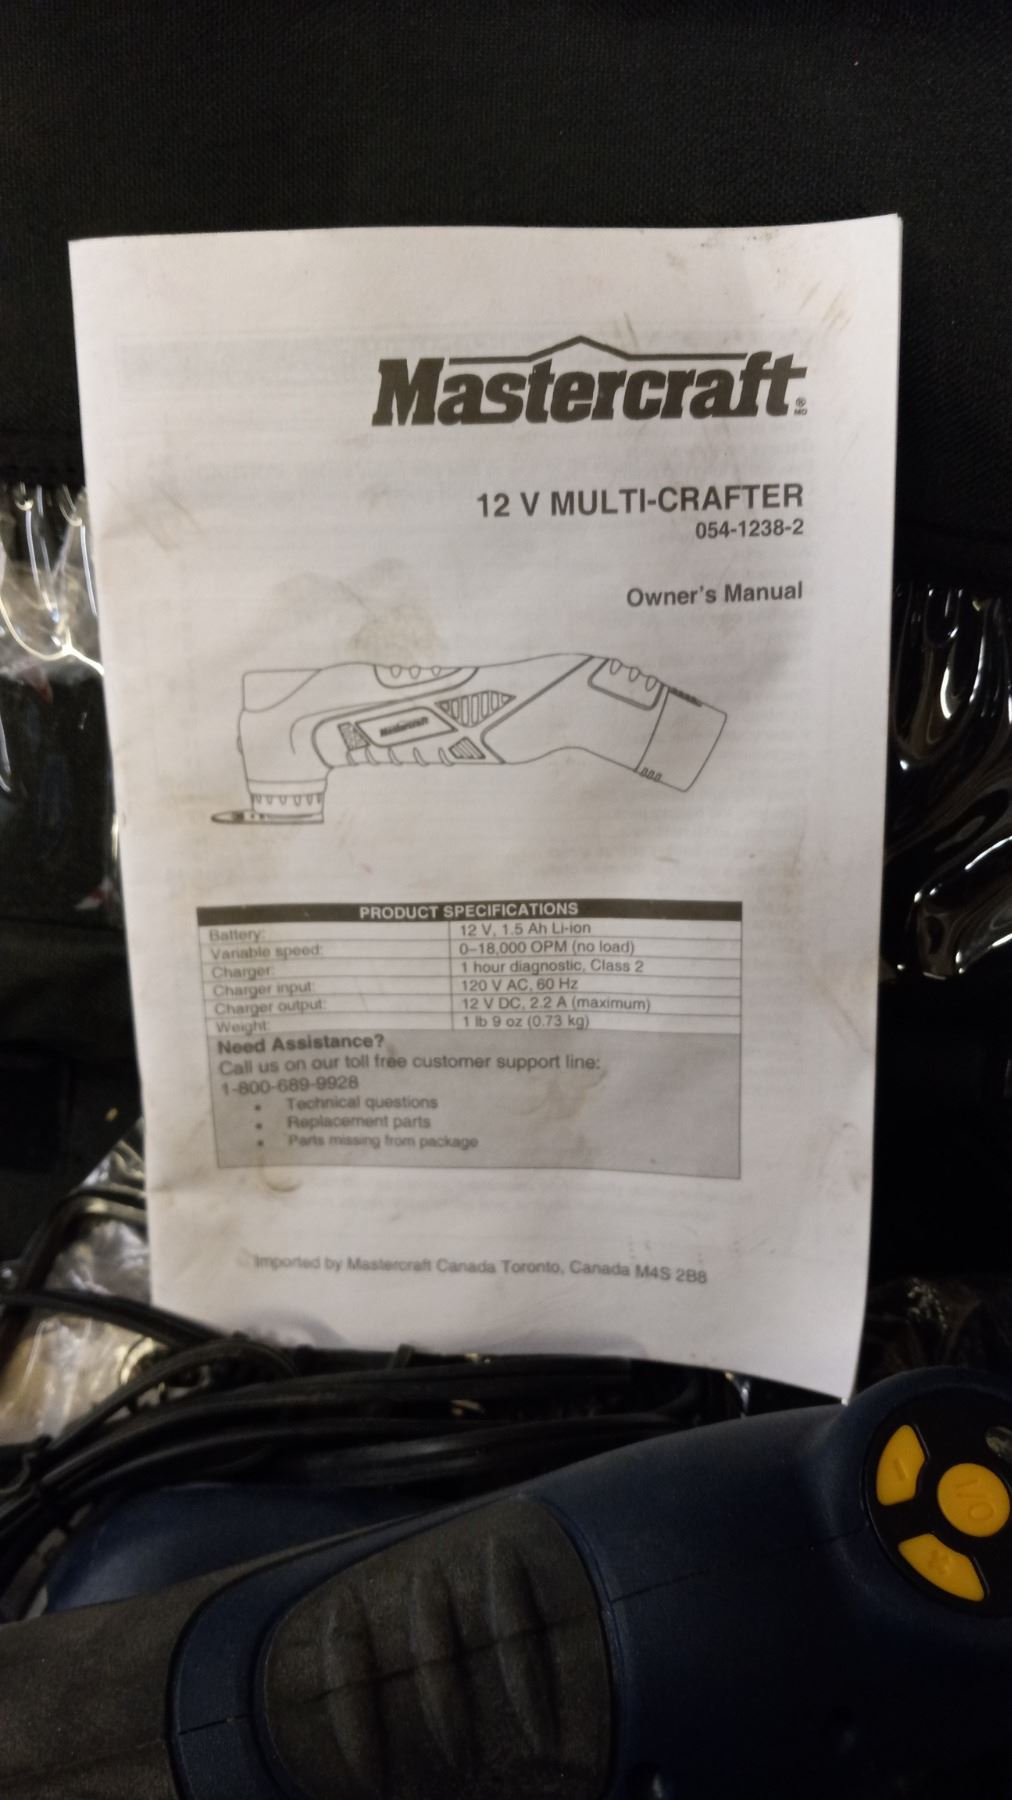 Mastercraft®
MD
12 V MULTI-CRAFTER
054-1238-2
Owner's Manual
Mastercraft
PRODUCT SPECIFICATIONS
Battery: 12 V, 1.5 Ah Li-ion
Variable speed: 0–18,000 OPM (no load)
Charger: 1 hour diagnostic, Class 2
Charger input: 120 V AC, 60 Hz
Charger output: 12 V DC, 2.2 A (maximum)
Weight: 1 lb 9 oz (0.73 kg)
Need Assistance?
Call us on our toll free customer support line:
1-800-689-9928
• Technical questions
• Replacement parts
• Parts missing from package
Imported by Mastercraft Canada Toronto, Canada M4S 2B8
-
I/O
+